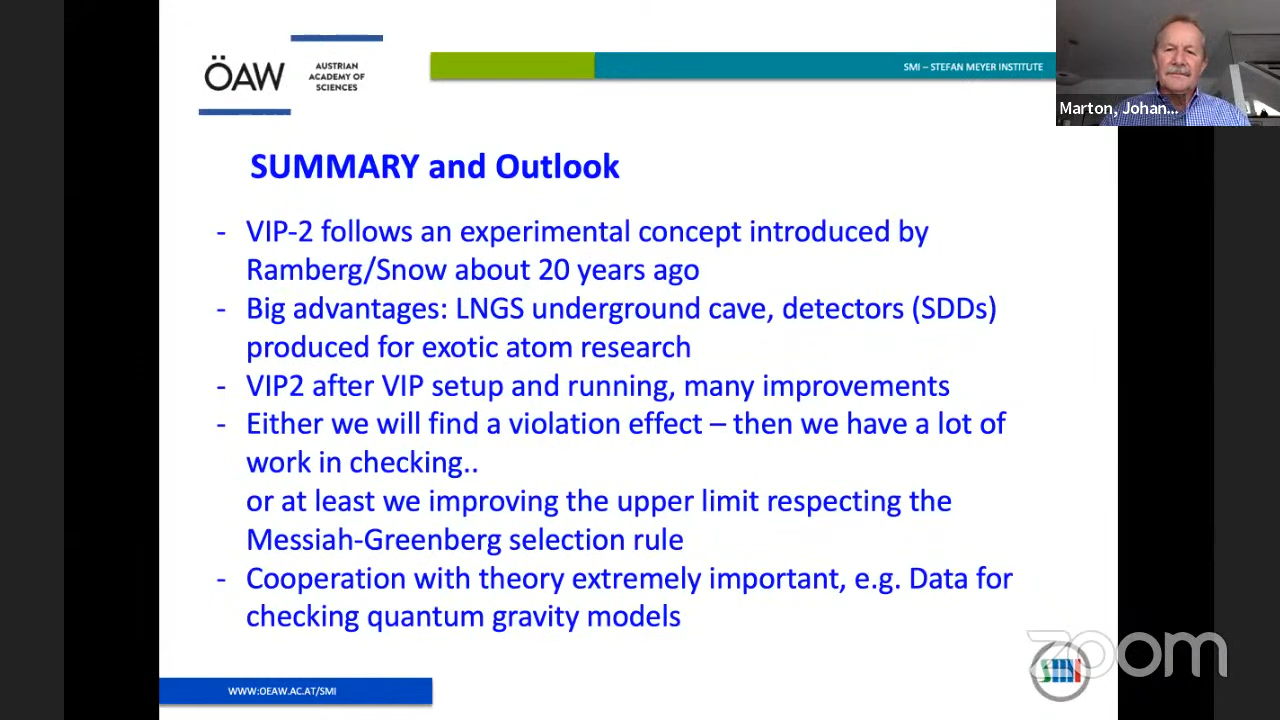 ÖAW
AUSTRIAN
ACADEMY OF
SCIENCES
SMI – STEFAN MEYER INSTITUTE
Marton, Johan...
SUMMARY and Outlook
- VIP-2 follows an experimental concept introduced by
Ramberg/Snow about 20 years ago
- Big advantages: LNGS underground cave, detectors (SDDs)
produced for exotic atom research
- VIP2 after VIP setup and running, many improvements
- Either we will find a violation effect – then we have a lot of
work in checking..
or at least we improving the upper limit respecting the
Messiah-Greenberg selection rule
- Cooperation with theory extremely important, e.g. Data for
checking quantum gravity models
zoom
SMI
WWW.OEAW.AC.AT/SMI